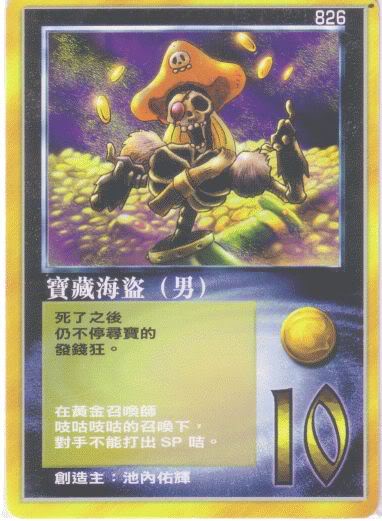 826
寶藏海盜（男）
死了之後
仍不停尋寶的
發錢狂。
在黃金召喚師
吱咕吱咕的召喚下，
對手不能打出 SP 咭。
10
創造主：池內佑輝